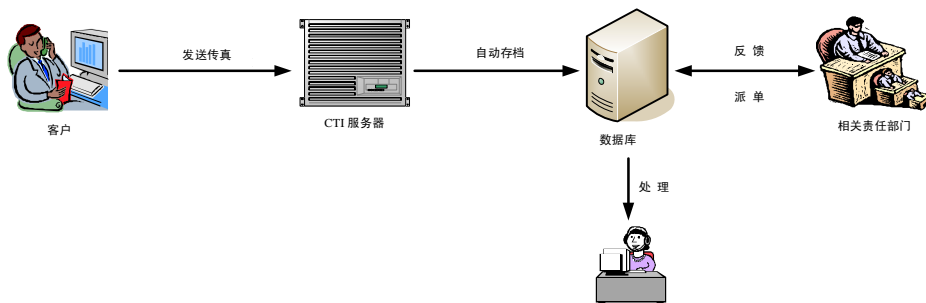 发送传真
自动存档
反 馈
派 单
客户
CTI 服务器
数据库
相关责任部门
处 理